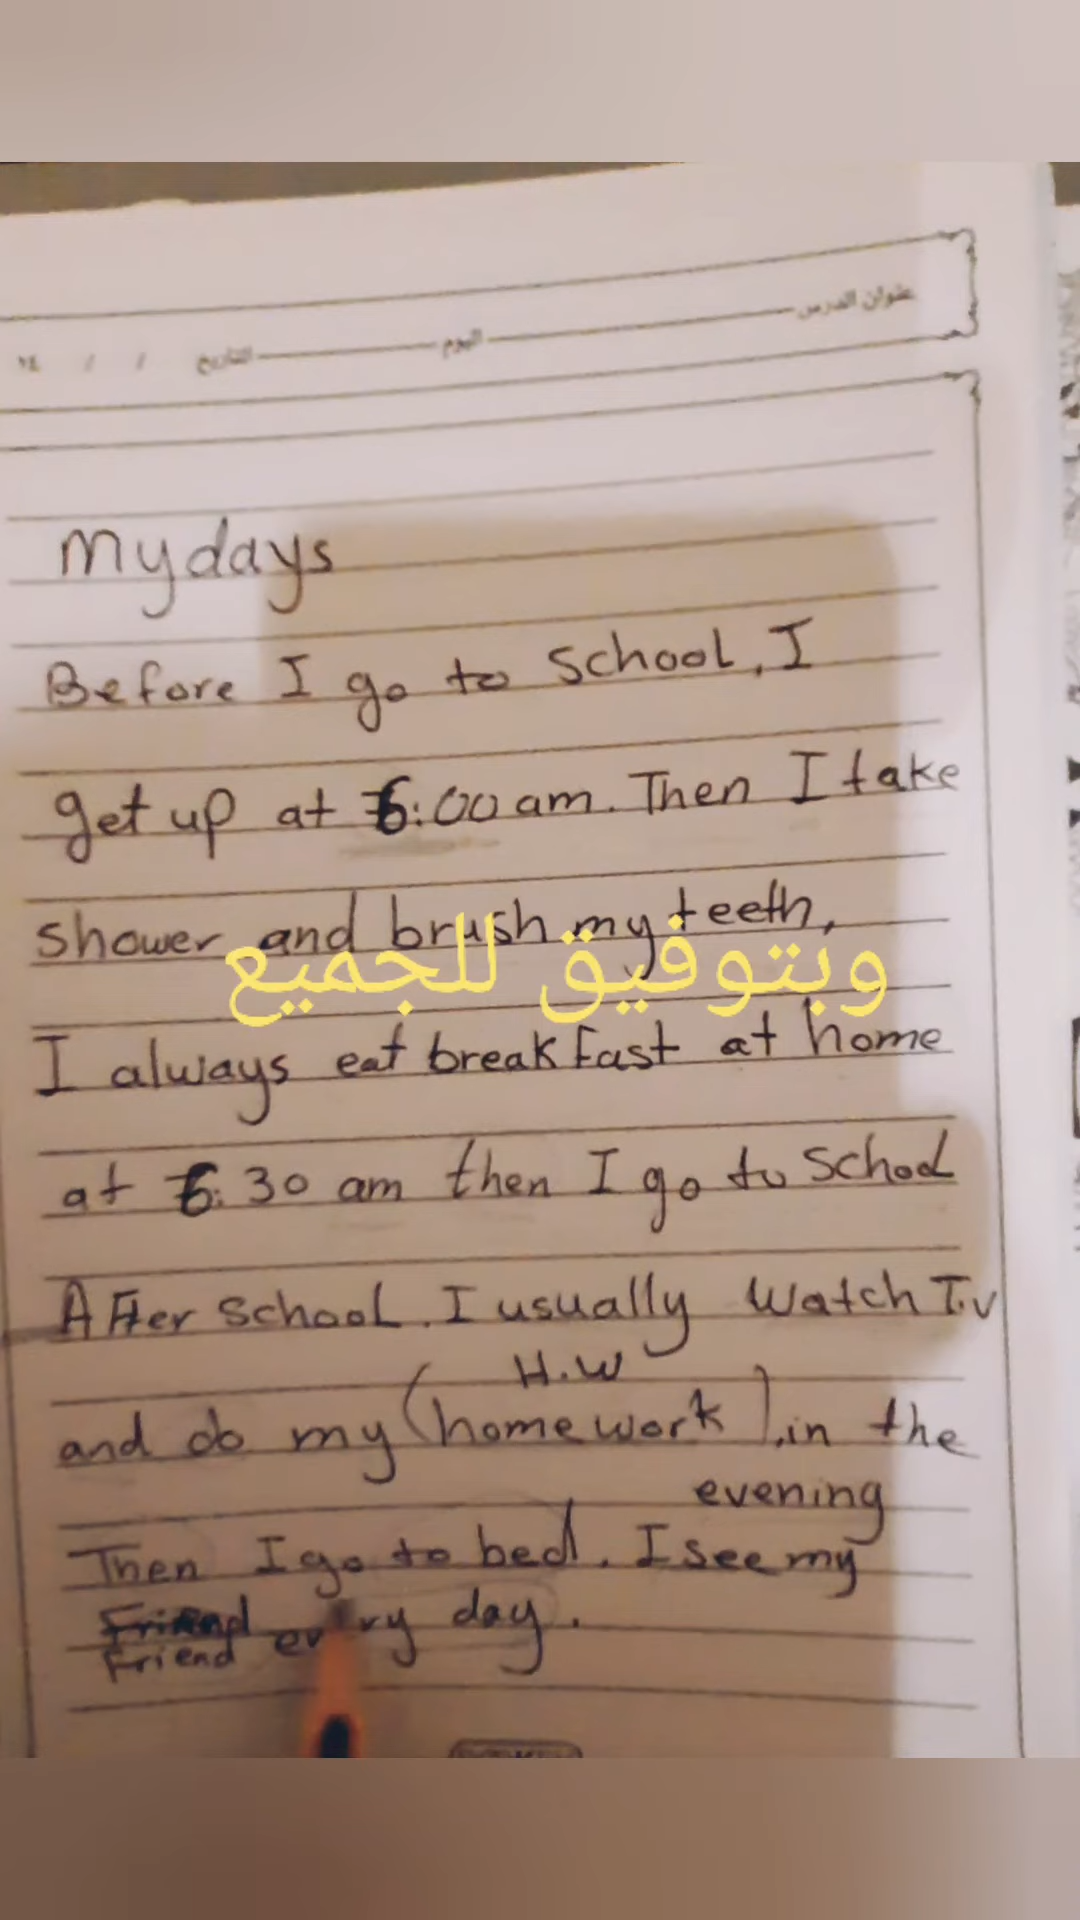 عنوان الدرس اليوم التاريخ / / ١٤
My days
Before I go to school, I
get up at 6:00 am. Then I take
shower and brush my teeth,
وبتوفيق للجميع
I always eat breakfast at home
at 6:30 am then I go to school
After school. I usually watch T.v
H.W
and do my (homework), in the
evening
Then I go to bed. I see my
Friend every day.
Friend